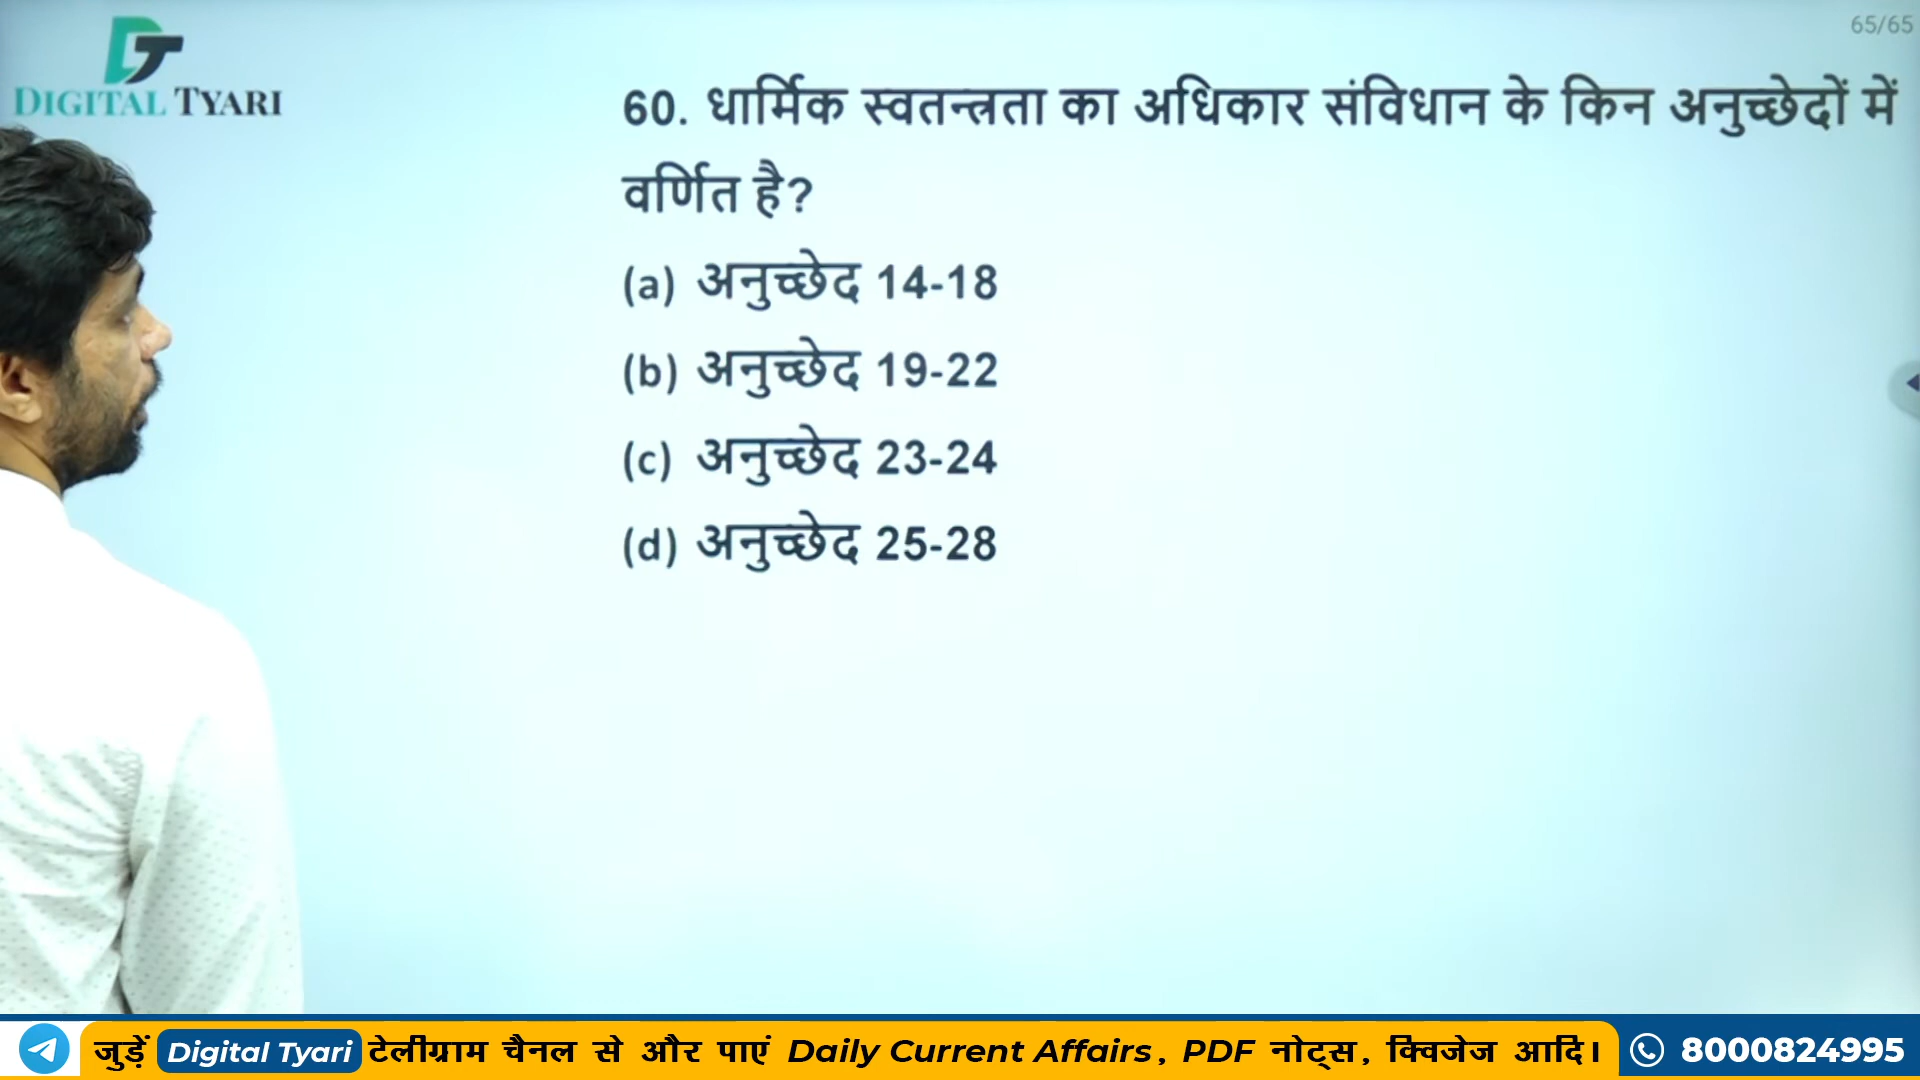 65/65
DT
DIGITAL TYARI
60. धार्मिक स्वतन्त्रता का अधिकार संविधान के किन अनुच्छेदों में
वर्णित है?
(a) अनुच्छेद 14-18
(b) अनुच्छेद 19-22
(c) अनुच्छेद 23-24
(d) अनुच्छेद 25-28
जुड़ें Digital Tyari टेलीग्राम चैनल से और पाएं Daily Current Affairs, PDF नोट्स, क्विजेज आदि। 8000824995